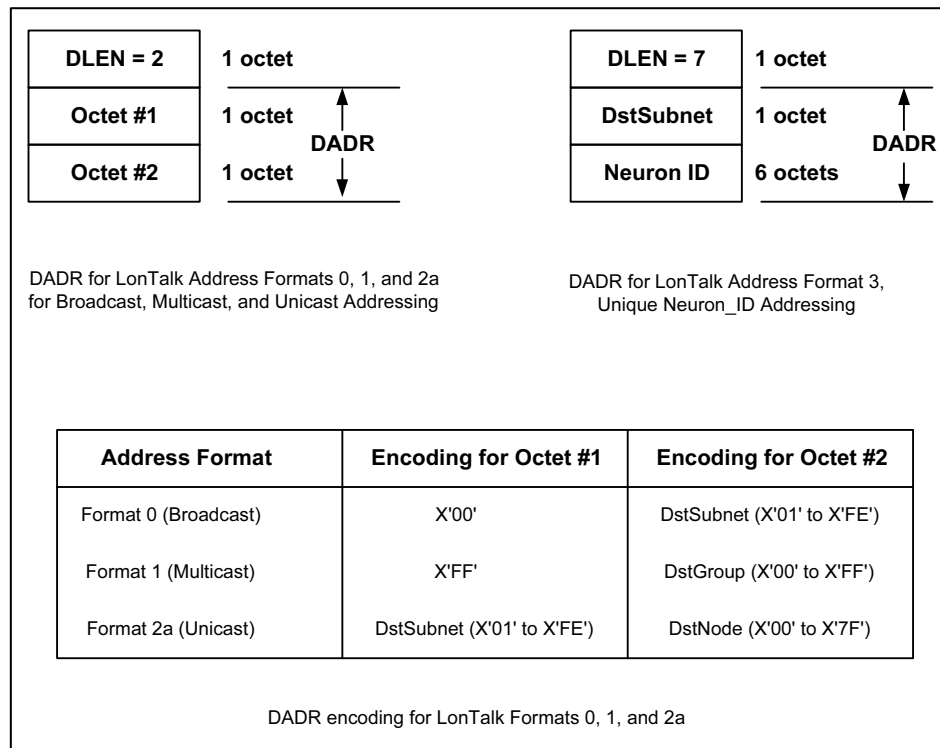 DLEN = 2 1 octet
Octet #1 1 octet
DADR
Octet #2 1 octet
DADR for LonTalk Address Formats 0, 1, and 2a
for Broadcast, Multicast, and Unicast Addressing
DLEN = 7 1 octet
DstSubnet 1 octet
DADR
Neuron ID 6 octets
DADR for LonTalk Address Format 3,
Unique Neuron_ID Addressing
Address Format Encoding for Octet #1 Encoding for Octet #2
Format 0 (Broadcast) X'00' DstSubnet (X'01' to X'FE')
Format 1 (Multicast) X'FF' DstGroup (X'00' to X'FF')
Format 2a (Unicast) DstSubnet (X'01' to X'FE') DstNode (X'00' to X'7F')
DADR encoding for LonTalk Formats 0, 1, and 2a